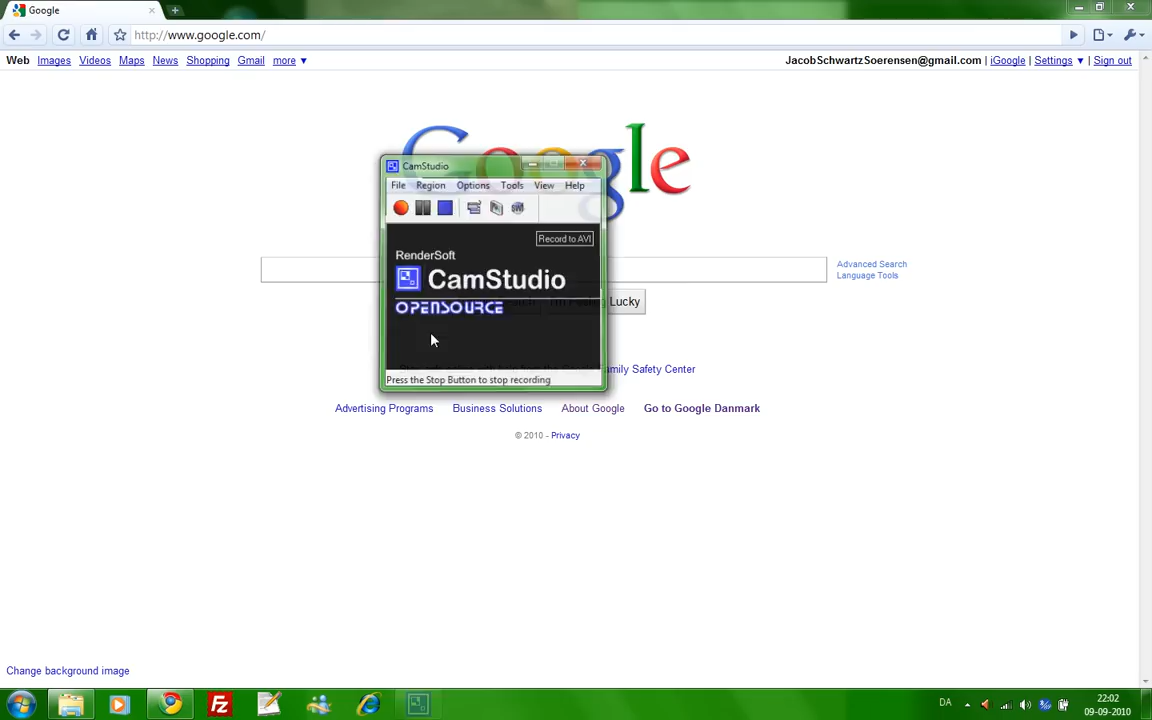 Google
http://www.google.com/
Web Images Videos Maps News Shopping Gmail more ▼
JacobSchwartzSoerensen@gmail.com | iGoogle | Settings ▼ | Sign out
Google
CamStudio
File Region Options Tools View Help
Record to AVI
RenderSoft
CamStudio
OPENSOURCE
Press the Stop Button to stop recording
Advanced Search
Language Tools
Lucky
Family Safety Center
Advertising Programs Business Solutions About Google Go to Google Danmark
© 2010 - Privacy
Change background image
DA
22:02
09-09-2010